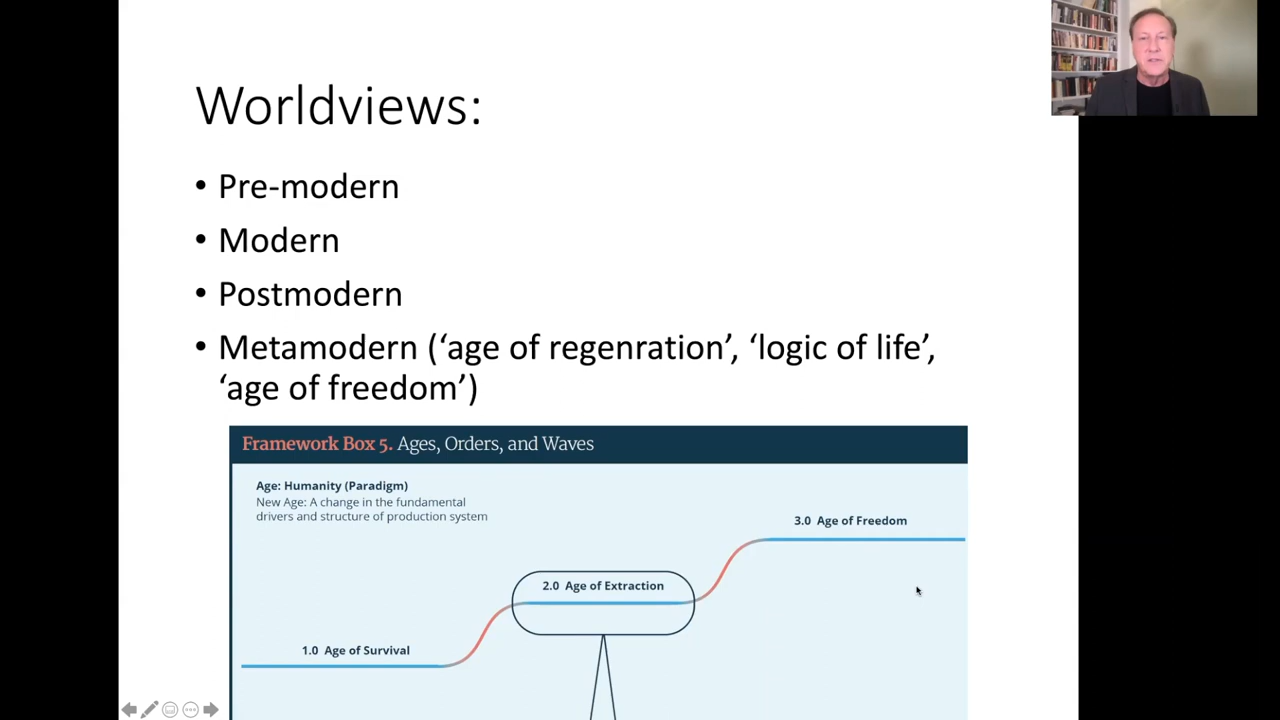 Worldviews:
• Pre-modern
• Modern
• Postmodern
• Metamodern (‘age of regenration’, ‘logic of life’,
‘age of freedom’)
Framework Box 5. Ages, Orders, and Waves
Age: Humanity (Paradigm)
New Age: A change in the fundamental
drivers and structure of production system
3.0 Age of Freedom
2.0 Age of Extraction
1.0 Age of Survival